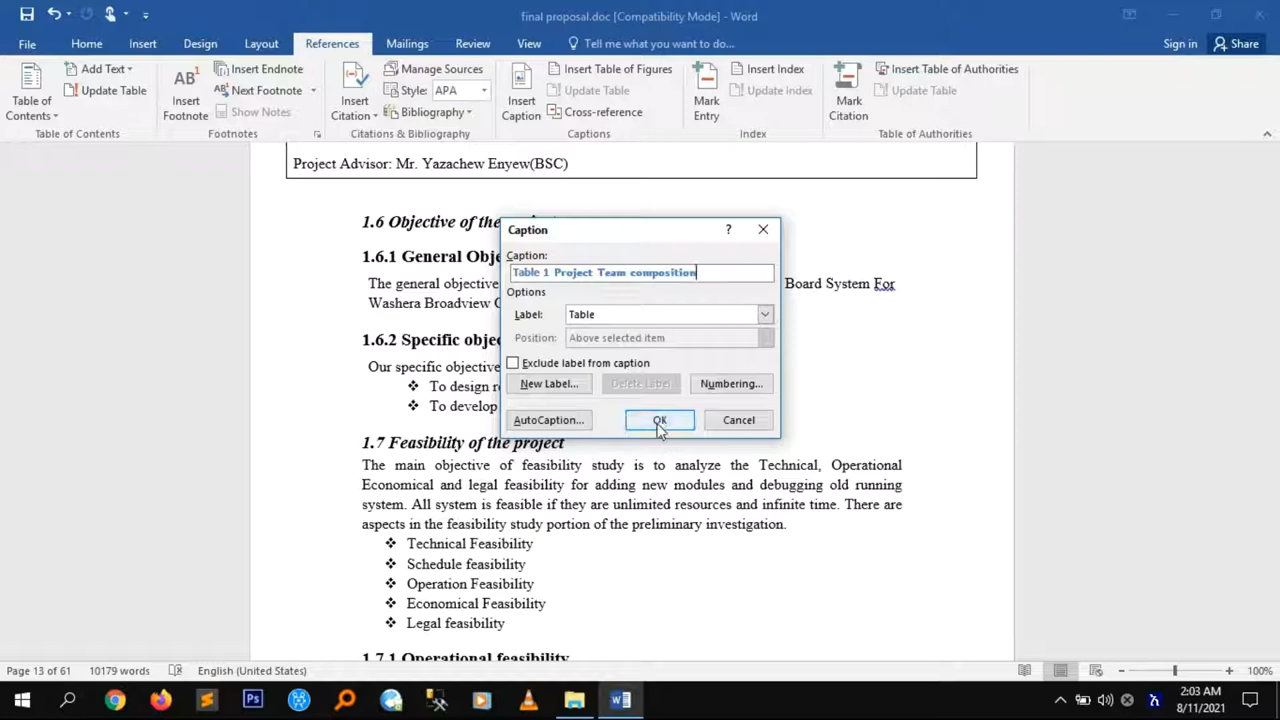 final proposal.doc [Compatibility Mode] - Word
File Home Insert Design Layout References Mailings Review View Tell me what you want to do... Sign in Share
Table of Contents
Add Text
Update Table
Table of Contents
AB1
Insert Footnote
Insert Endnote
Next Footnote
Show Notes
Footnotes
Insert Citation
Manage Sources
Style: APA
Bibliography
Citations & Bibliography
Insert Caption
Insert Table of Figures
Update Table
Cross-reference
Captions
Mark Entry
Insert Index
Update Index
Index
Mark Citation
Insert Table of Authorities
Update Table
Table of Authorities
Project Advisor: Mr. Yazachew Enyew(BSC)
1.6 Objective of the
1.6.1 General Obj
The general objective Board System For
Washera Broadview
1.6.2 Specific obje
Our specific objective
❖ To design
❖ To develop
Caption
?
Caption:
Table 1 Project Team composition
Options
Label: Table
Position: Above selected item
Exclude label from caption
New Label... Delete Label Numbering...
AutoCaption... OK Cancel
1.7 Feasibility of the project
The main objective of feasibility study is to analyze the Technical, Operational
Economical and legal feasibility for adding new modules and debugging old running
system. All system is feasible if they are unlimited resources and infinite time. There are
aspects in the feasibility study portion of the preliminary investigation.
❖ Technical Feasibility
❖ Schedule feasibility
❖ Operation Feasibility
❖ Economical Feasibility
❖ Legal feasibility
1.7.1 Operational feasibility
Page 13 of 61 10179 words English (United States) 100%
Ps
2:03 AM
8/11/2021